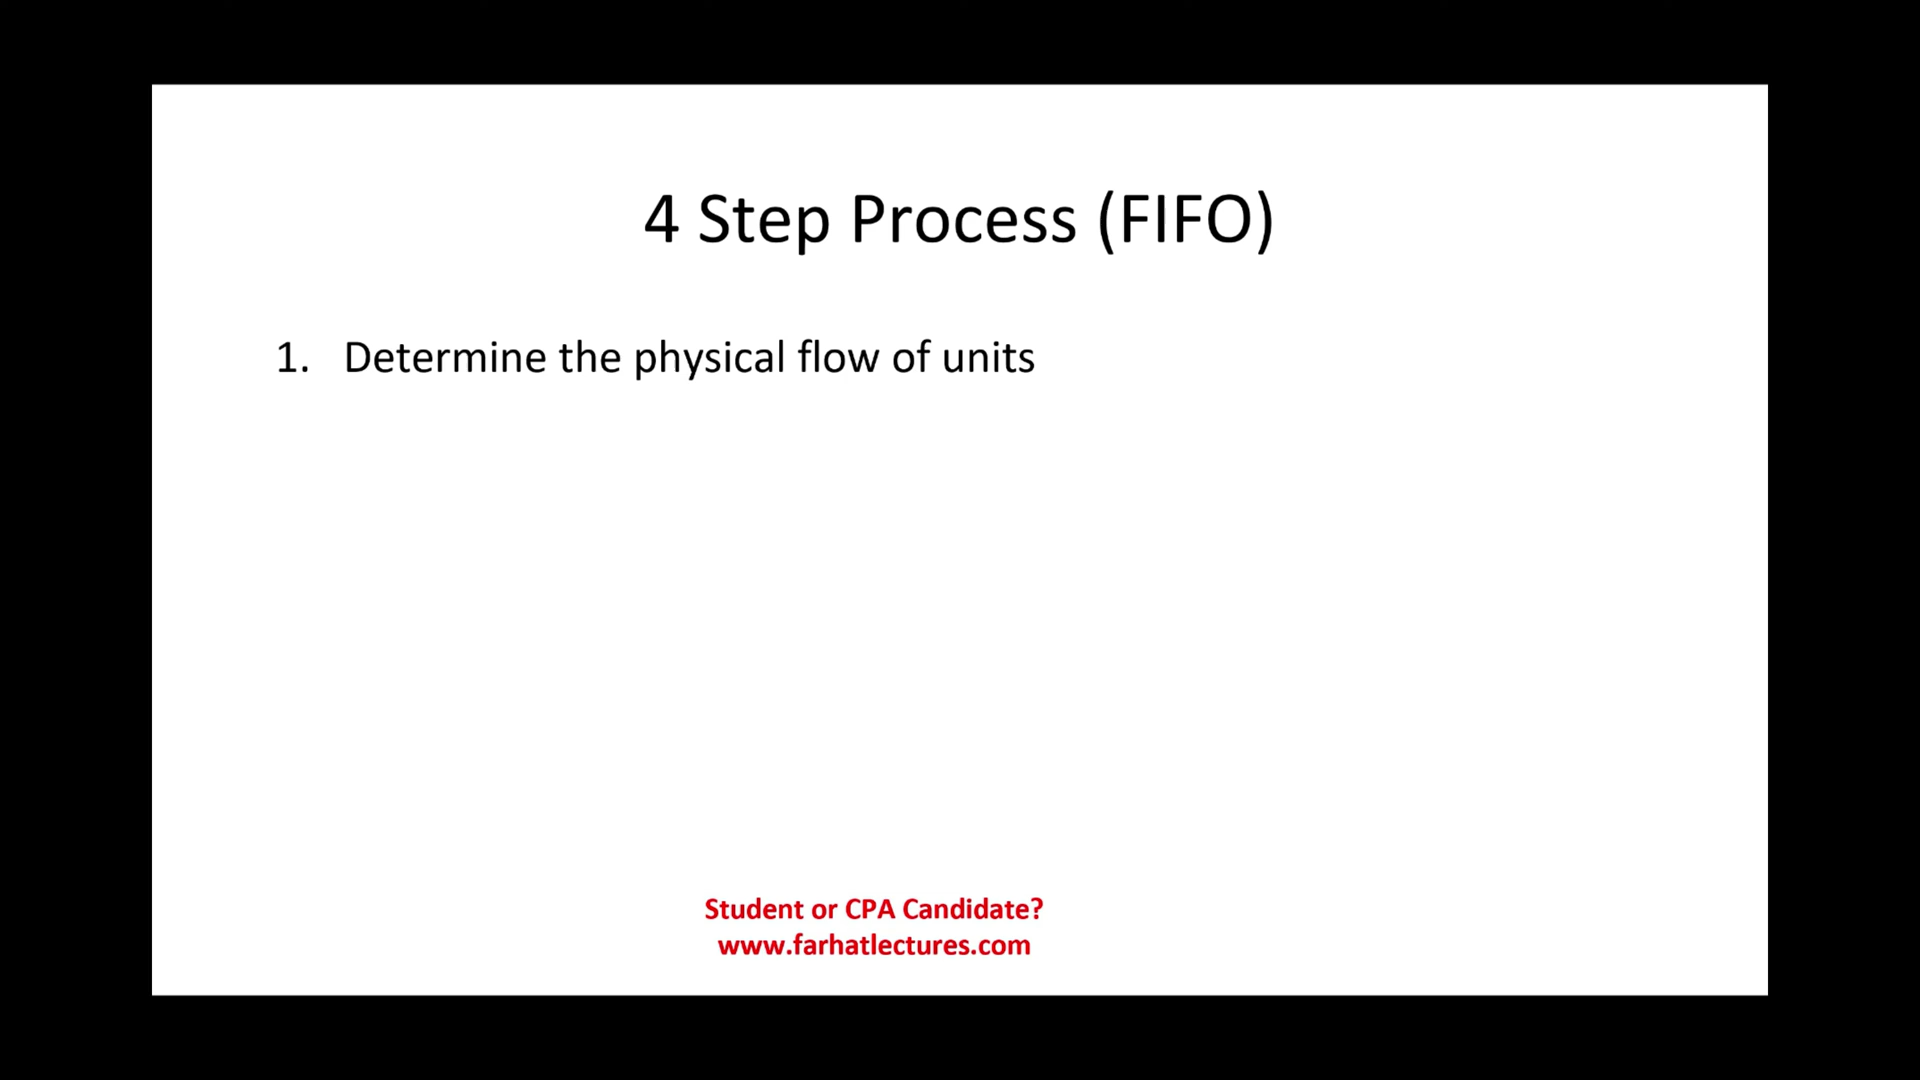 4 Step Process (FIFO)
1. Determine the physical flow of units
Student or CPA Candidate?
www.farhatlectures.com